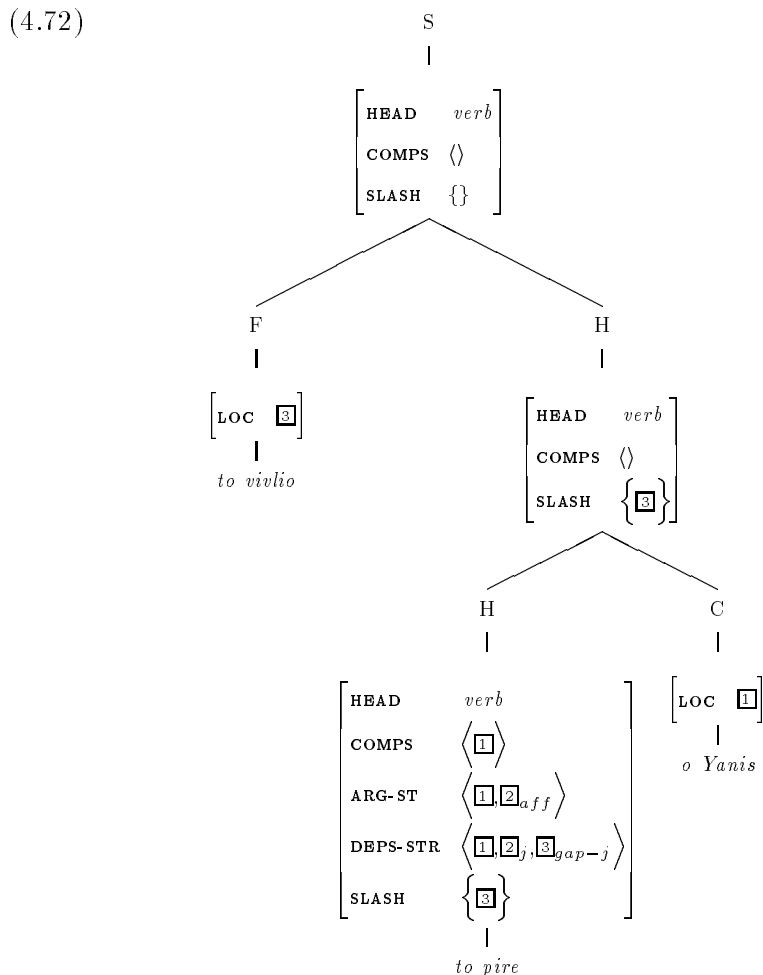 (4.72)
S
HEAD verb
COMPS ⟨⟩
SLASH {}
F H
LOC 3
to vivlio
HEAD verb
COMPS ⟨⟩
SLASH {3}
H C
HEAD verb
COMPS ⟨1⟩
ARG-ST ⟨1,2aff⟩
DEPS-STR ⟨1,2j,3gap−j⟩
SLASH {3}
to pire
LOC 1
o Yanis